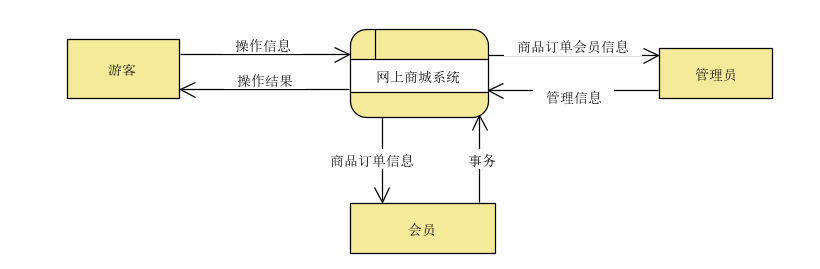 操作信息
商品订单会员信息
游客
网上商城系统
管理员
操作结果
管理信息
商品订单信息
事务
会员